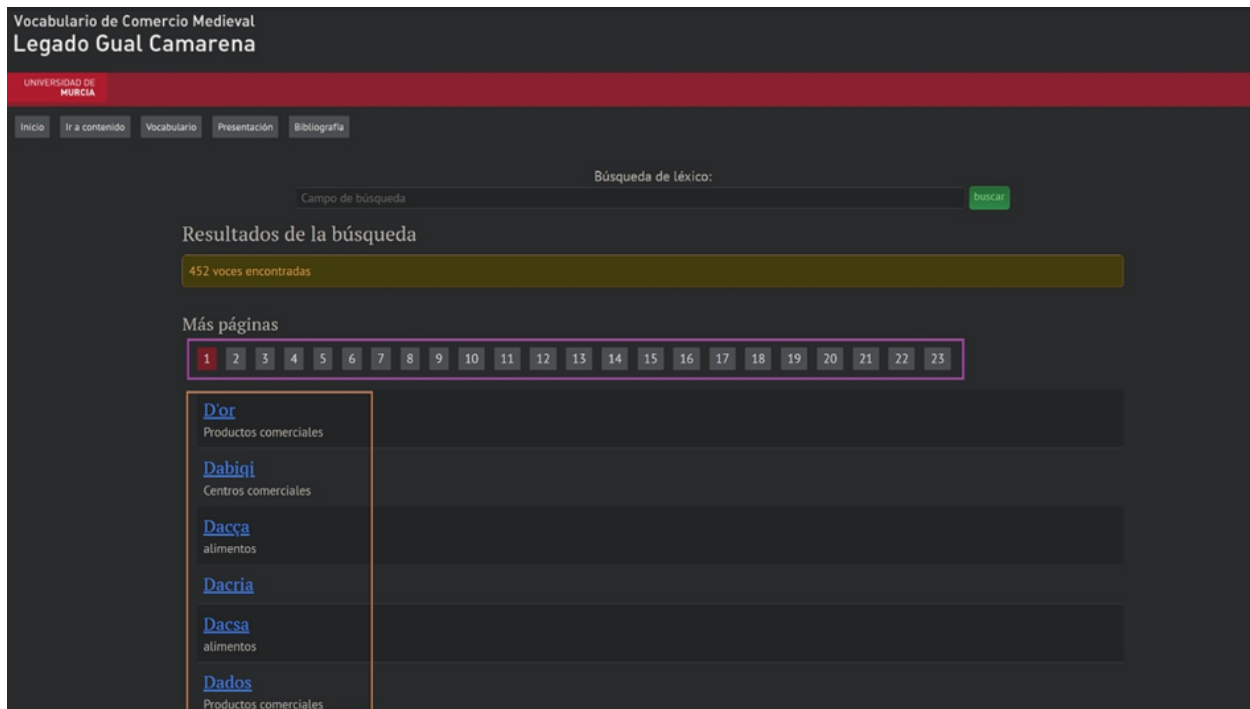 Vocabulario de Comercio Medieval
Legado Gual Camarena
UNIVERSIDAD DE
MURCIA
Inicio Ir a contenido Vocabulario Presentación Bibliografía
Búsqueda de léxico:
Campo de búsqueda buscar
Resultados de la búsqueda
452 voces encontradas
Más páginas
1 2 3 4 5 6 7 8 9 10 11 12 13 14 15 16 17 18 19 20 21 22 23
D'or
Productos comerciales
Dabiqi
Centros comerciales
Dacça
alimentos
Dacria
Dacsa
alimentos
Dados
Productos comerciales